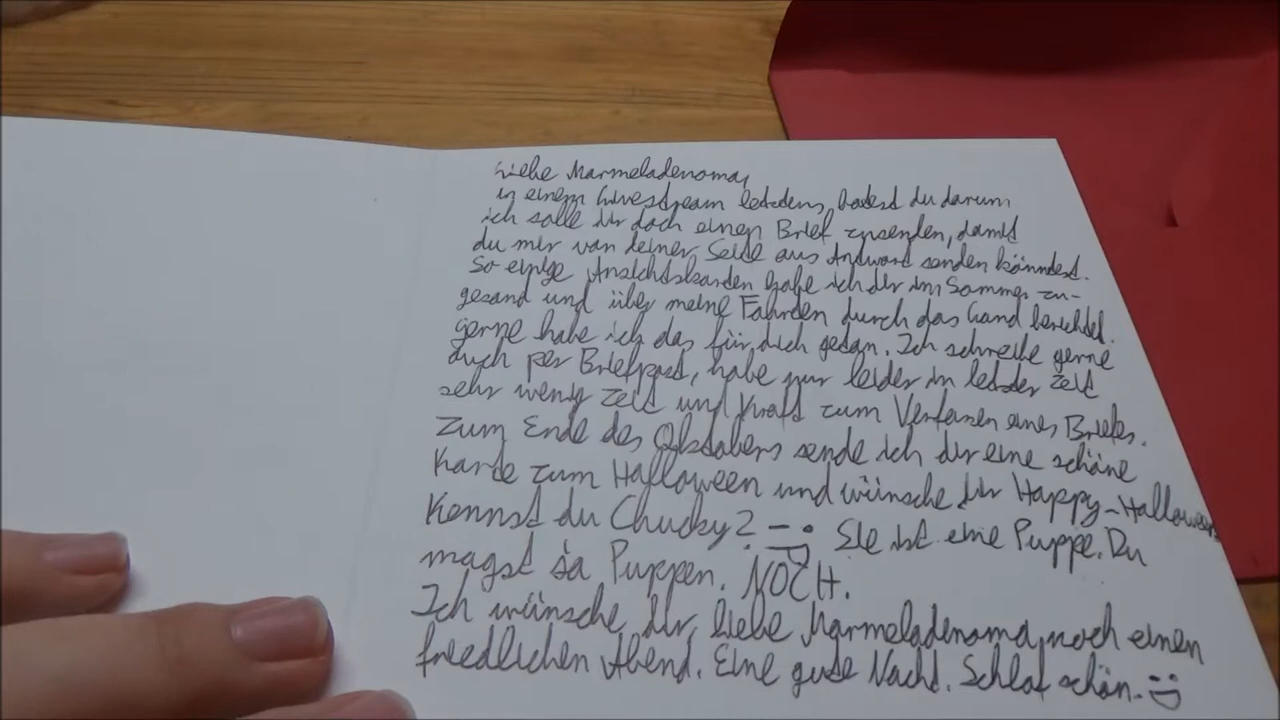 Liebe Marmeladenoma,
in einem Livestream letztens, batest du darum
ich solle dir doch einen Brief zusenden, damit
du mir von deiner Seite aus Antwort senden könntest.
So einige Ansichtskarten habe ich dir im Sommer zu-
gesand und über meine Fahrten durch das Land berichtet.
gerne habe ich das für dich getan. Ich schreibe gerne
auch per Briefpost, habe nur leider in letzter Zeit
sehr wenig Zeit und Kraft zum Verfassen eines Briefes.
Zum Ende des Oktobers sende ich dir eine schöne
Karte zum Halloween und wünsche dir Happy-Halloween
Kennst du Chucky? Sie ist eine Puppe. Du
magst ja Puppen. NOCH.
Ich wünsche dir, liebe Marmeladenoma, noch einen
friedlichen Abend. Eine gute Nacht. Schlaf schön.